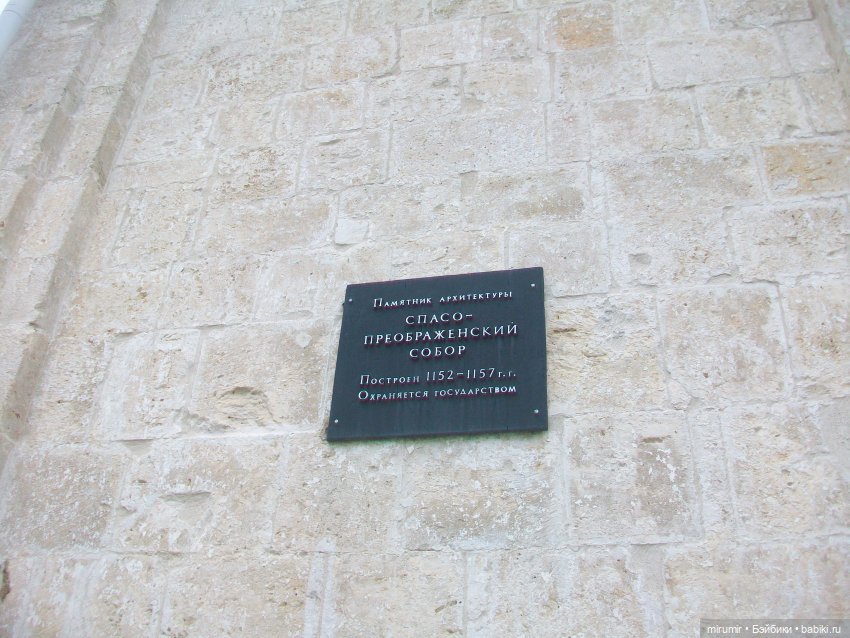 Памятник архитектуры
СПАСО-
ПРЕОБРАЖЕНСКИЙ
СОБОР
Построен 1152-1157 г.г.
Охраняется государством
mirumir • Бэйбики • babiki.ru